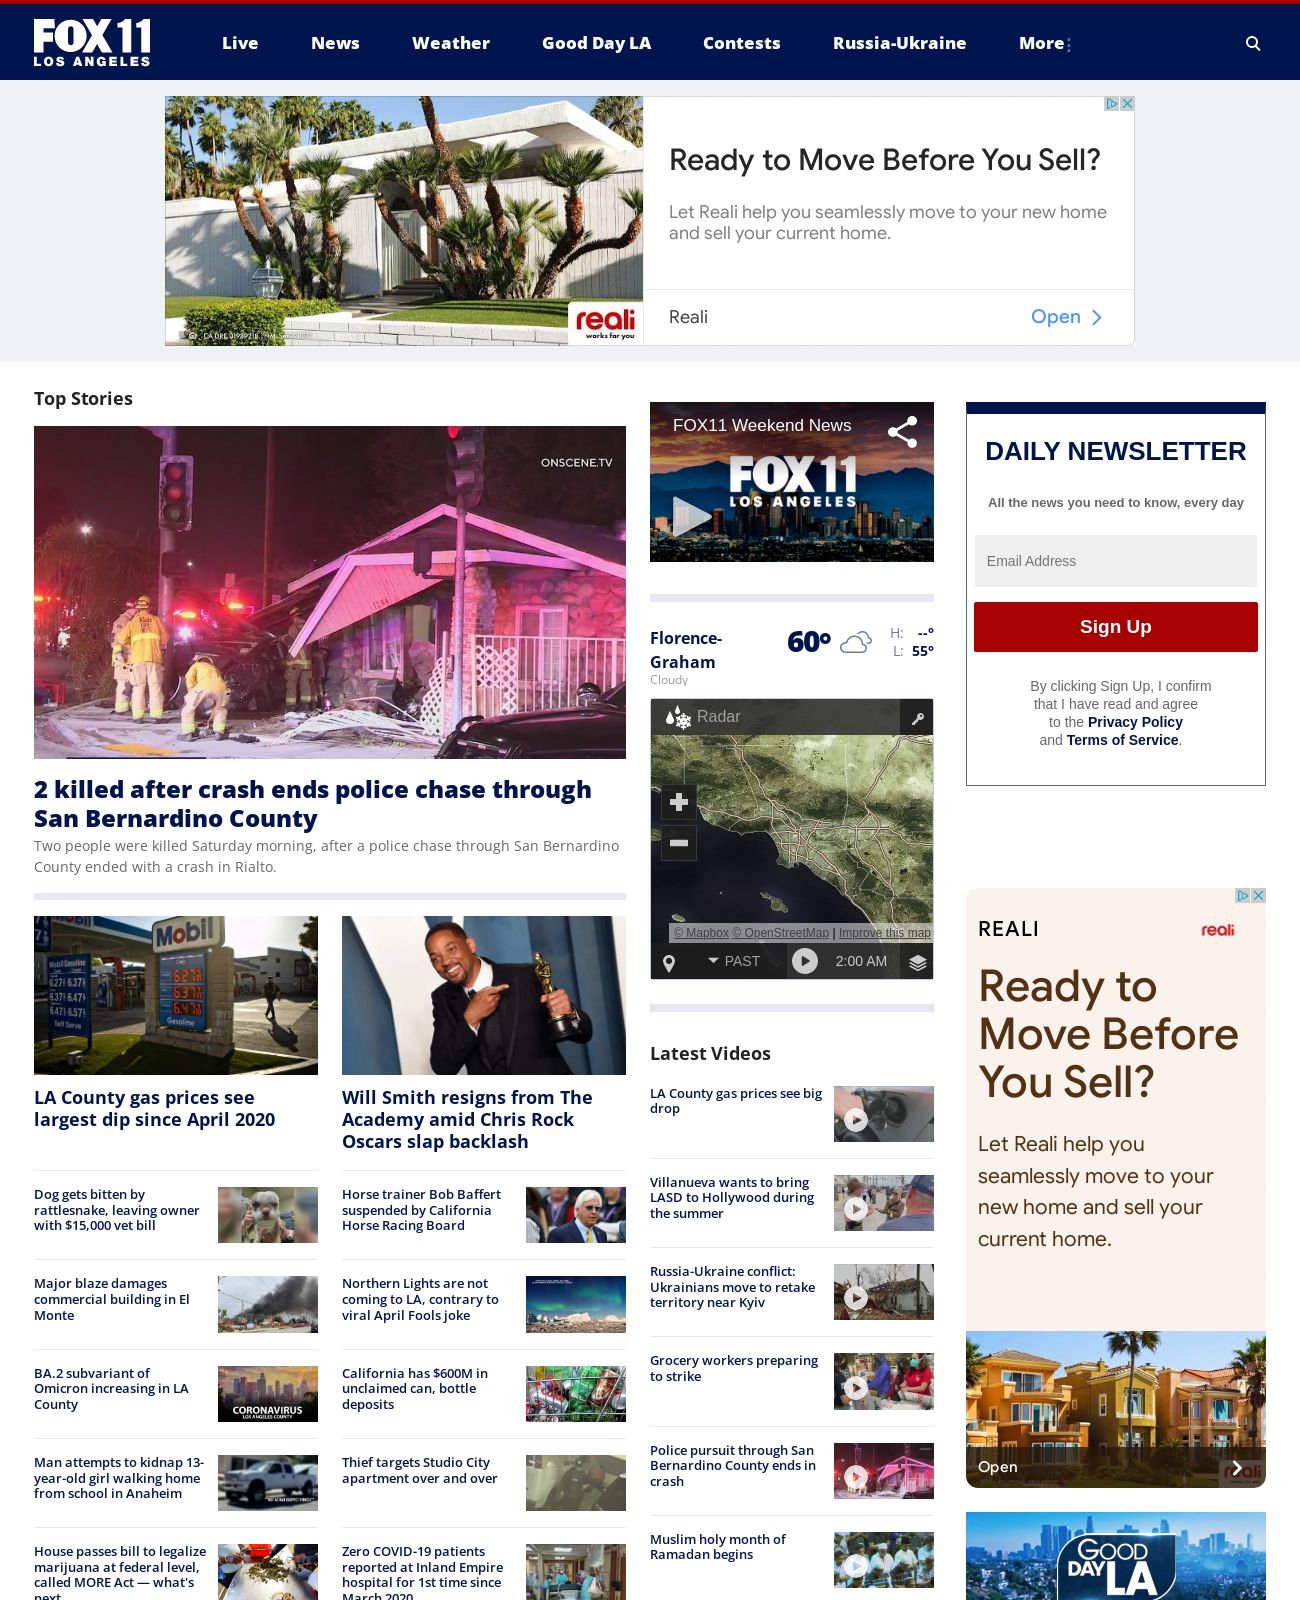 FOX 11
LOS ANGELES
Live
News
Weather
Good Day LA
Contests
Russia-Ukraine
More
Ready to Move Before You Sell?
Let Reali help you seamlessly move to your new home
and sell your current home.
reali
works for you
Reali
Open
Top Stories
ONSCENE.TV
2 killed after crash ends police chase through
San Bernardino County
Two people were killed Saturday morning, after a police chase through San Bernardino
County ended with a crash in Rialto.
Mobil
LA County gas prices see
largest dip since April 2020
Will Smith resigns from The
Academy amid Chris Rock
Oscars slap backlash
Dog gets bitten by
rattlesnake, leaving owner
with $15,000 vet bill
Major blaze damages
commercial building in El
Monte
BA.2 subvariant of
Omicron increasing in LA
County
CORONAVIRUS
LOS ANGELES COUNTY
Man attempts to kidnap 13-
year-old girl walking home
from school in Anaheim
House passes bill to legalize
marijuana at federal level,
called MORE Act — what's
next
Horse trainer Bob Baffert
suspended by California
Horse Racing Board
Northern Lights are not
coming to LA, contrary to
viral April Fools joke
California has $600M in
unclaimed can, bottle
deposits
Thief targets Studio City
apartment over and over
Zero COVID-19 patients
reported at Inland Empire
hospital for 1st time since
March 2020
FOX11 Weekend News
FOX 11
LOS ANGELES
Florence-
Graham
Cloudy
60°
H: --°
L: 55°
Radar
© Mapbox © OpenStreetMap | Improve this map
PAST
2:00 AM
Latest Videos
LA County gas prices see big
drop
Villanueva wants to bring
LASD to Hollywood during
the summer
Russia-Ukraine conflict:
Ukrainians move to retake
territory near Kyiv
Grocery workers preparing
to strike
Police pursuit through San
Bernardino County ends in
crash
Muslim holy month of
Ramadan begins
DAILY NEWSLETTER
All the news you need to know, every day
Email Address
Sign Up
By clicking Sign Up, I confirm
that I have read and agree
to the Privacy Policy
and Terms of Service.
REALI
reali
Ready to
Move Before
You Sell?
Let Reali help you
seamlessly move to your
new home and sell your
current home.
Open
GOOD
DAY LA